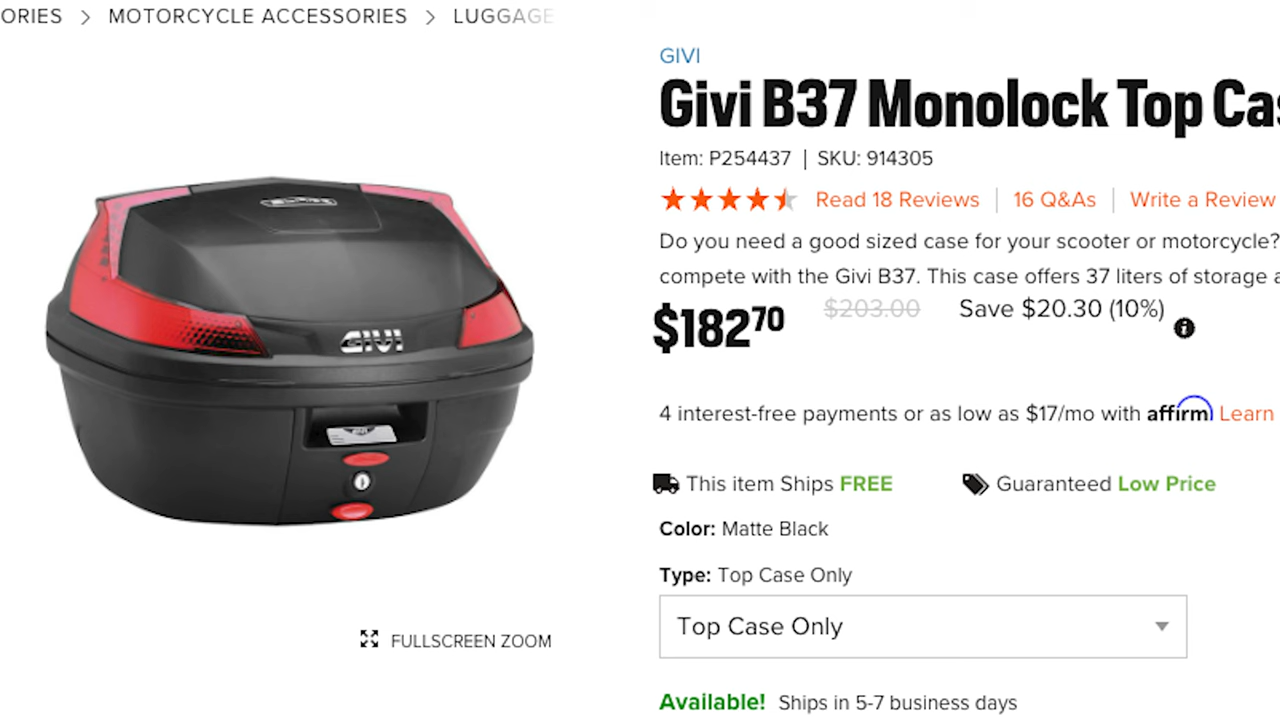 ORIES > MOTORCYCLE ACCESSORIES > LUGGAGE
GIVI
Givi B37 Monolock Top Cas
Item: P254437 | SKU: 914305
Read 18 Reviews | 16 Q&As | Write a Review
Do you need a good sized case for your scooter or motorcycle?
compete with the Givi B37. This case offers 37 liters of storage a
$182.70 $203.00 Save $20.30 (10%)
4 interest-free payments or as low as $17/mo with affirm Learn
This item Ships FREE Guaranteed Low Price
Color: Matte Black
Type: Top Case Only
Top Case Only
Available! Ships in 5-7 business days
GIVI
FULLSCREEN ZOOM